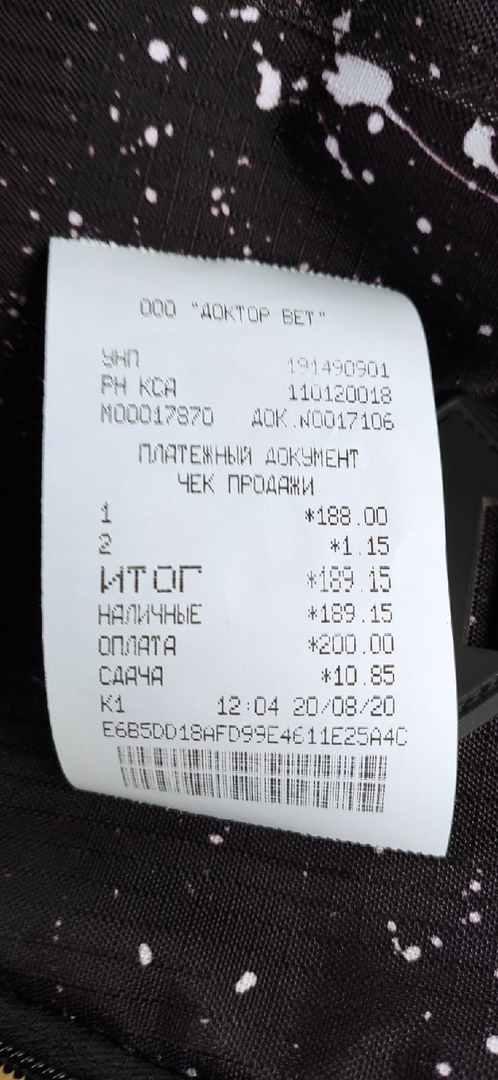 ООО "ДОКТОР ВЕТ"
УНП 191490901
РН КСА 110120018
М00017870 ДОК.N0017106
ПЛАТЕЖНЫЙ ДОКУМЕНТ
ЧЕК ПРОДАЖИ
1 *188.00
2 *1.15
ИТОГ *189.15
НАЛИЧНЫЕ *189.15
ОПЛАТА *200.00
СДАЧА *10.85
К1 12:04 20/08/20
E6B5DD18AFD99E4611E25A4C